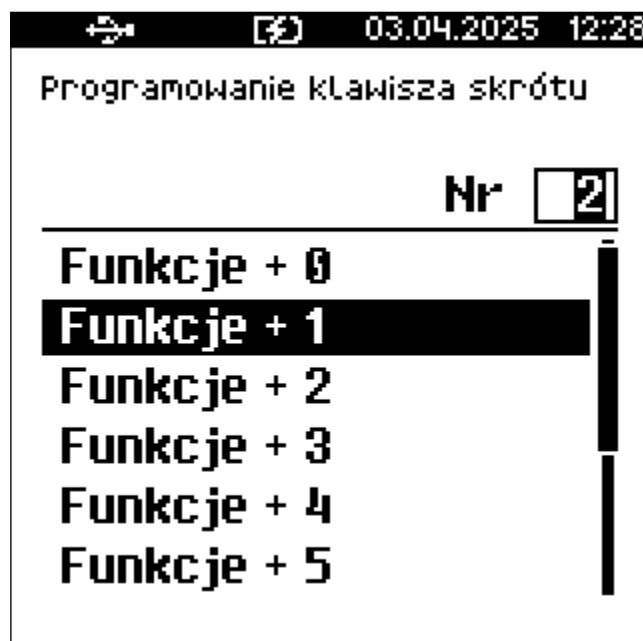 03.04.2025 12:28
Programowanie klawisza skrótu
Nr 2
Funkcje + 0
Funkcje + 1
Funkcje + 2
Funkcje + 3
Funkcje + 4
Funkcje + 5